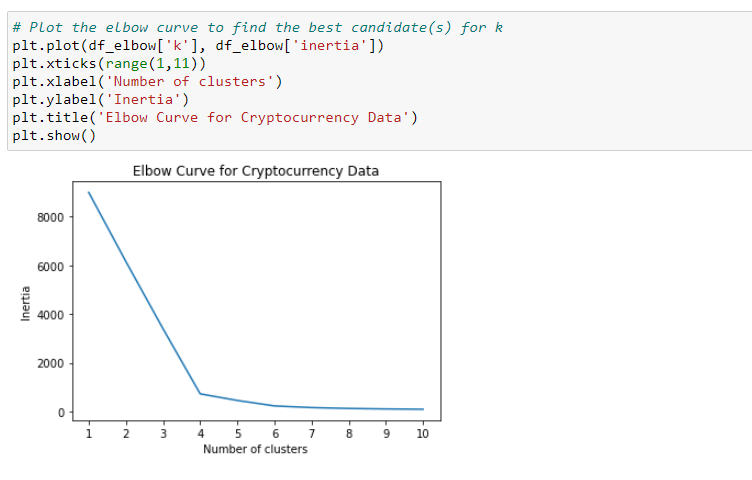 # Plot the elbow curve to find the best candidate(s) for k
plt.plot(df_elbow['k'], df_elbow['inertia'])
plt.xticks(range(1,11))
plt.xlabel('Number of clusters')
plt.ylabel('Inertia')
plt.title('Elbow Curve for Cryptocurrency Data')
plt.show()
Elbow Curve for Cryptocurrency Data
8000
6000
4000
2000
0
Inertia
1 2 3 4 5 6 7 8 9 10
Number of clusters